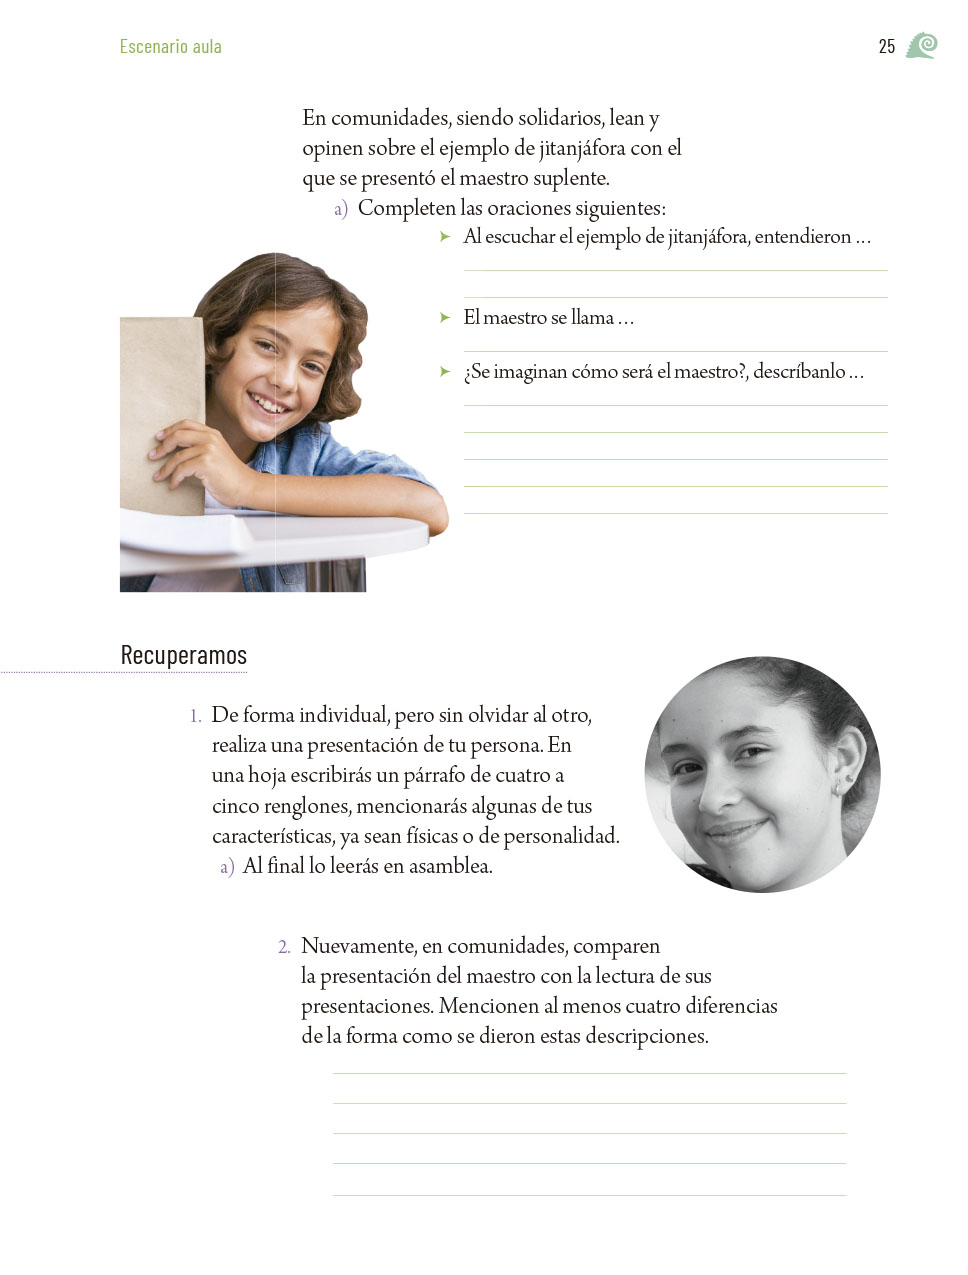 Escenario aula
25
En comunidades, siendo solidarios, lean y
opinen sobre el ejemplo de jitanjáfora con el
que se presentó el maestro suplente.
a) Completen las oraciones siguientes:
➤ Al escuchar el ejemplo de jitanjáfora, entendieron …
➤ El maestro se llama …
➤ ¿Se imaginan cómo será el maestro?, descríbanlo …
Recuperamos
1. De forma individual, pero sin olvidar al otro,
realiza una presentación de tu persona. En
una hoja escribirás un párrafo de cuatro a
cinco renglones, mencionarás algunas de tus
características, ya sean físicas o de personalidad.
a) Al final lo leerás en asamblea.
2. Nuevamente, en comunidades, comparen
la presentación del maestro con la lectura de sus
presentaciones. Mencionen al menos cuatro diferencias
de la forma como se dieron estas descripciones.